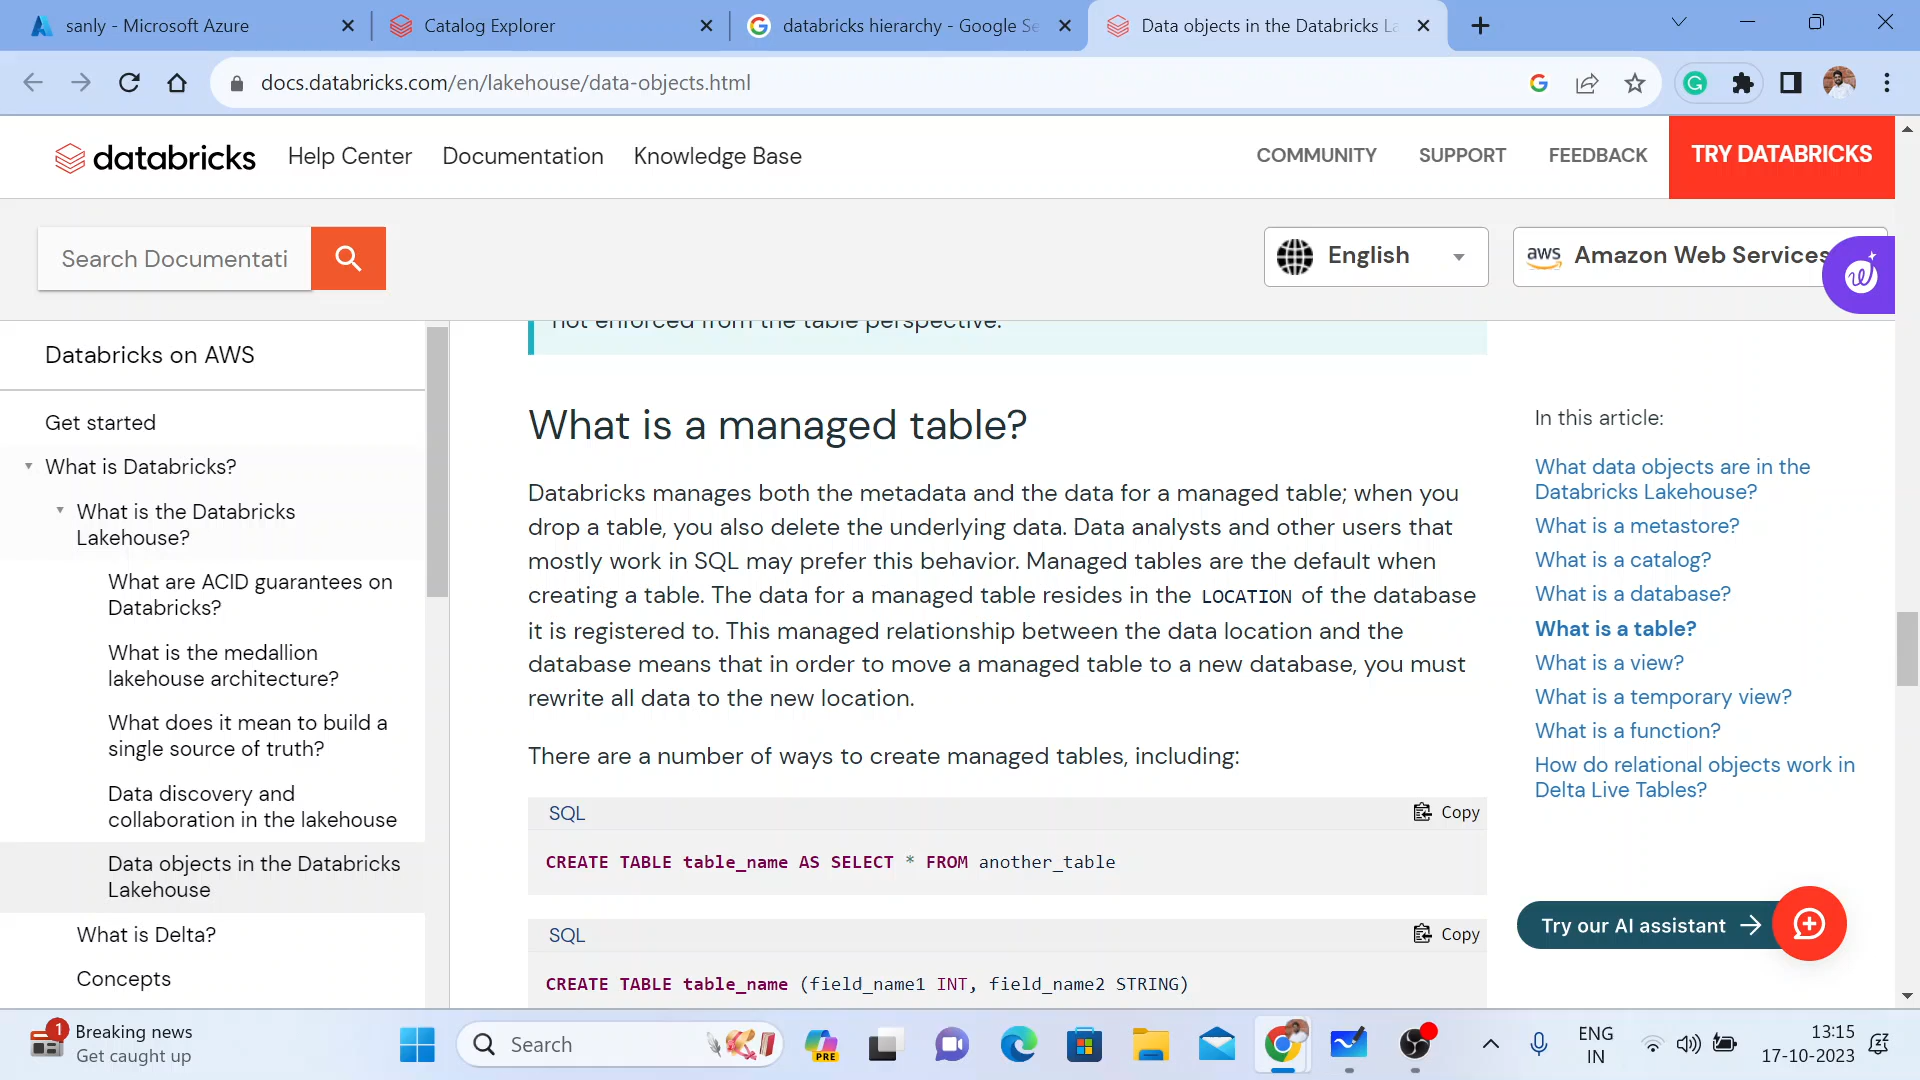 sanly - Microsoft Azure
Catalog Explorer
databricks hierarchy - Google Se
Data objects in the Databricks La
docs.databricks.com/en/lakehouse/data-objects.html
databricks
Help Center
Documentation
Knowledge Base
COMMUNITY
SUPPORT
FEEDBACK
TRY DATABRICKS
Search Documentati
English
aws
Amazon Web Services
Databricks on AWS
Get started
What is Databricks?
What is the Databricks
Lakehouse?
What are ACID guarantees on
Databricks?
What is the medallion
lakehouse architecture?
What does it mean to build a
single source of truth?
Data discovery and
collaboration in the lakehouse
Data objects in the Databricks
Lakehouse
What is Delta?
Concepts
not enforced from the table perspective.
What is a managed table?
Databricks manages both the metadata and the data for a managed table; when you
drop a table, you also delete the underlying data. Data analysts and other users that
mostly work in SQL may prefer this behavior. Managed tables are the default when
creating a table. The data for a managed table resides in the LOCATION of the database
it is registered to. This managed relationship between the data location and the
database means that in order to move a managed table to a new database, you must
rewrite all data to the new location.
There are a number of ways to create managed tables, including:
SQL
Copy
CREATE TABLE table_name AS SELECT * FROM another_table
SQL
Copy
CREATE TABLE table_name (field_name1 INT, field_name2 STRING)
In this article:
What data objects are in the
Databricks Lakehouse?
What is a metastore?
What is a catalog?
What is a database?
What is a table?
What is a view?
What is a temporary view?
What is a function?
How do relational objects work in
Delta Live Tables?
Try our AI assistant
1
Breaking news
Get caught up
Search
PRE
ENG
IN
13:15
17-10-2023